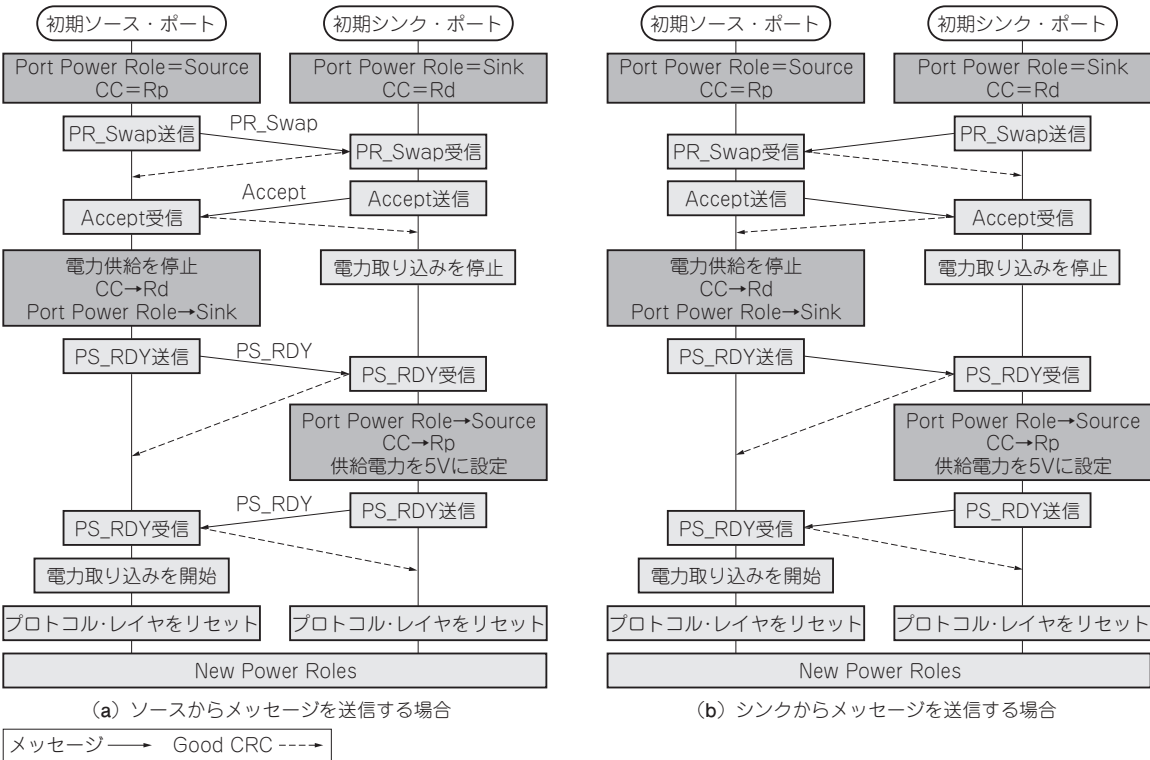 初期ソース・ポート
初期シンク・ポート
Port Power Role=Source
CC=Rp
Port Power Role=Sink
CC=Rd
PR_Swap送信
PR_Swap
PR_Swap受信
Accept
Accept送信
Accept受信
電力供給を停止
CC→Rd
Port Power Role→Sink
電力取り込みを停止
PS_RDY送信
PS_RDY
PS_RDY受信
Port Power Role→Source
CC→Rp
供給電力を5Vに設定
PS_RDY
PS_RDY送信
PS_RDY受信
電力取り込みを開始
プロトコル・レイヤをリセット
プロトコル・レイヤをリセット
New Power Roles
(a) ソースからメッセージを送信する場合
初期ソース・ポート
初期シンク・ポート
Port Power Role=Source
CC=Rp
Port Power Role=Sink
CC=Rd
PR_Swap送信
PR_Swap受信
Accept送信
Accept受信
電力供給を停止
CC→Rd
Port Power Role→Sink
電力取り込みを停止
PS_RDY送信
PS_RDY受信
Port Power Role→Source
CC→Rp
供給電力を5Vに設定
PS_RDY送信
PS_RDY受信
電力取り込みを開始
プロトコル・レイヤをリセット
プロトコル・レイヤをリセット
New Power Roles
(b) シンクからメッセージを送信する場合
メッセージ Good CRC